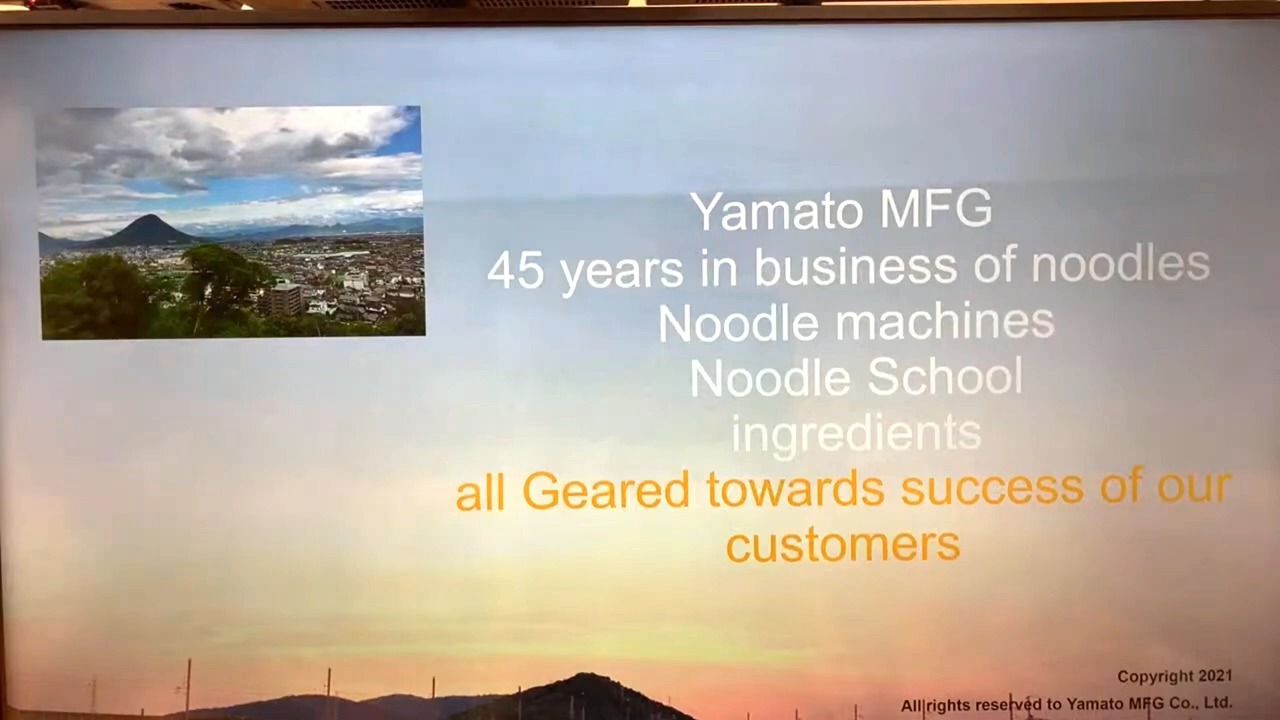 Yamato MFG
45 years in business of noodles
Noodle machines
Noodle School
ingredients
all Geared towards success of our
customers
Copyright 2021
All rights reserved to Yamato MFG Co., Ltd.